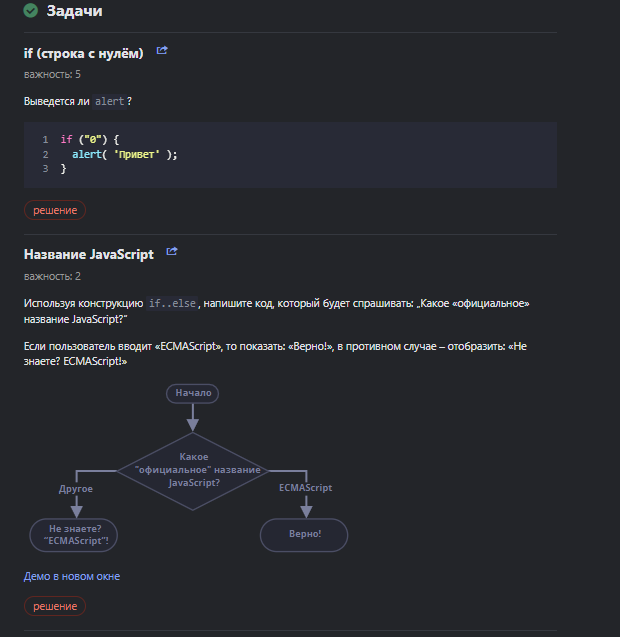 Задачи
if (строка с нулём)
важность: 5
Выведется ли alert?
1 if ("0") {
2 alert( 'Привет' );
3 }
решение
Название JavaScript
важность: 2
Используя конструкцию if..else, напишите код, который будет спрашивать: „Какое «официальное»
название JavaScript?“
Если пользователь вводит «ECMAScript», то показать: «Верно!», в противном случае – отобразить: «Не
знаете? ECMAScript!»
Начало
Какое
"официальное" название
JavaScript?
Другое
ECMAScript
Не знаете?
"ECMAScript"!
Верно!
Демо в новом окне
решение